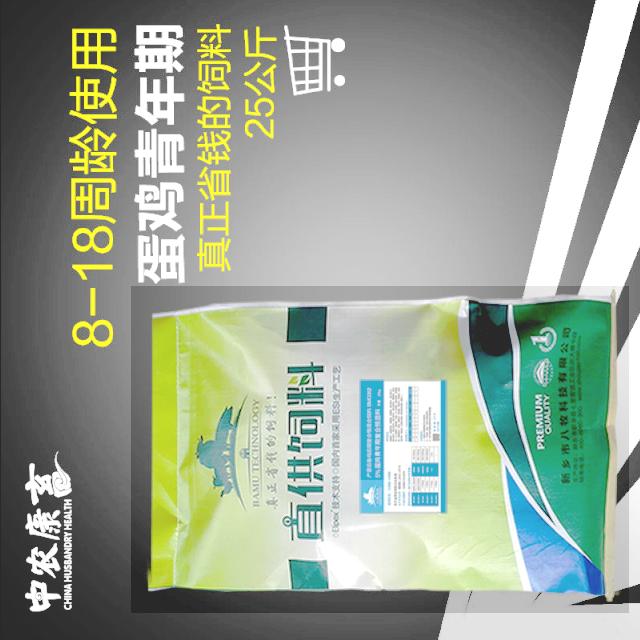 8-18周龄使用
蛋鸡青年期
真正省钱的饲料
25公斤
中农康畜
CHINA HUSBANDRY HEALTH
BAMU TECHNOLOGY
真正省钱的饲料!
直供饲料
PREMIUM
QUALITY
1
新乡市八牧科技有限公司